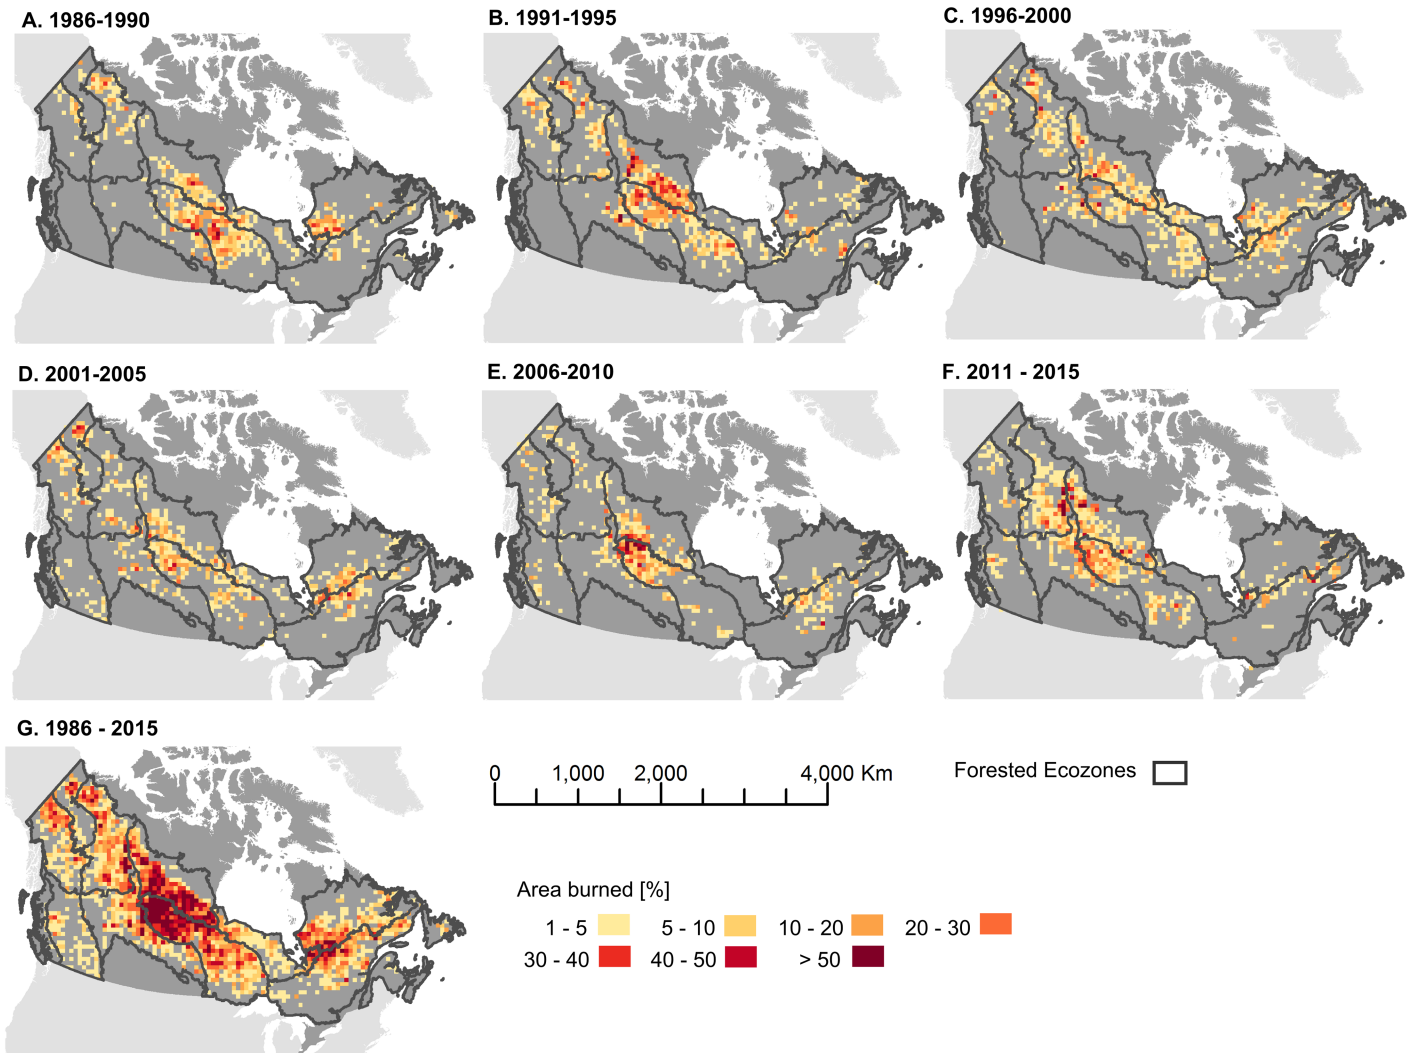 A. 1986-1990
B. 1991-1995
C. 1996-2000
D. 2001-2005
E. 2006-2010
F. 2011 - 2015
G. 1986 - 2015
0 1,000 2,000 4,000 Km
Forested Ecozones
Area burned [%]
1 - 5 5 - 10 10 - 20 20 - 30
30 - 40 40 - 50 > 50